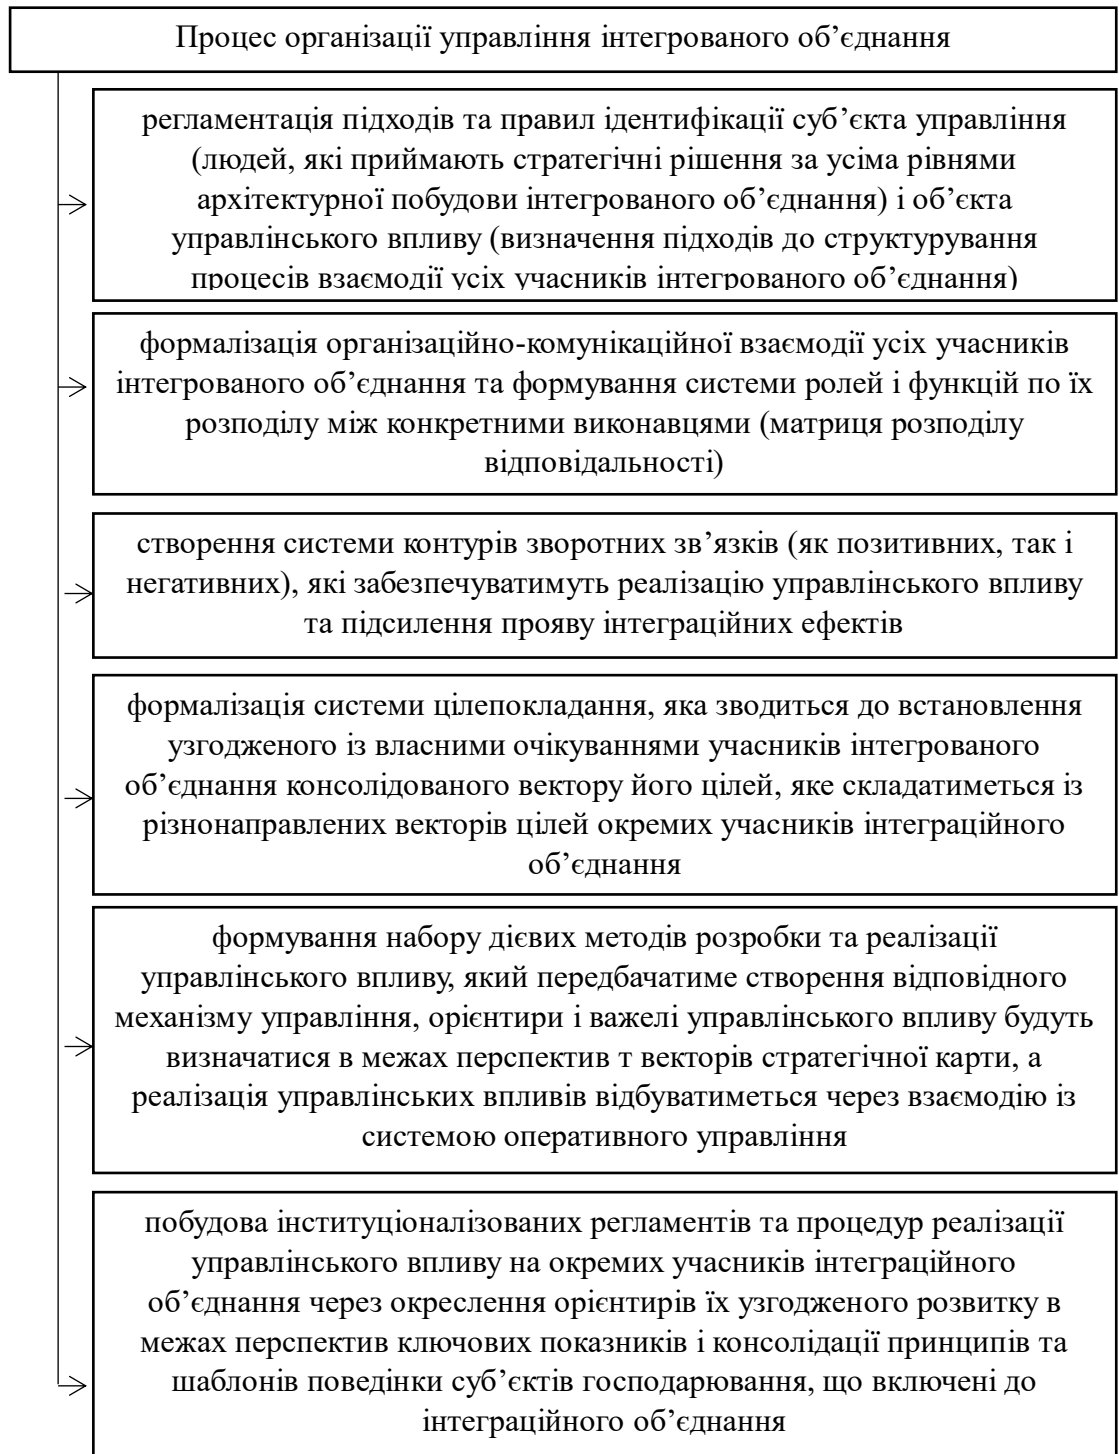 Процес організації управління інтегрованого об’єднання
регламентація підходів та правил ідентифікації суб’єкта управління
(людей, які приймають стратегічні рішення за усіма рівнями
архітектурної побудови інтегрованого об’єднання) і об’єкта
управлінського впливу (визначення підходів до структурування
процесів взаємодії усіх учасників інтегрованого об’єднання)
формалізація організаційно-комунікаційної взаємодії усіх учасників
інтегрованого об’єднання та формування системи ролей і функцій по їх
розподілу між конкретними виконавцями (матриця розподілу
відповідальності)
створення системи контурів зворотних зв’язків (як позитивних, так і
негативних), які забезпечуватимуть реалізацію управлінського впливу
та підсилення прояву інтеграційних ефектів
формалізація системи цілепокладання, яка зводиться до встановлення
узгодженого із власними очікуваннями учасників інтегрованого
об’єднання консолідованого вектору його цілей, яке складатиметься із
різнонаправлених векторів цілей окремих учасників інтеграційного
об’єднання
формування набору дієвих методів розробки та реалізації
управлінського впливу, який передбачатиме створення відповідного
механізму управління, орієнтири і важелі управлінського впливу будуть
визначатися в межах перспектив т векторів стратегічної карти, а
реалізація управлінських впливів відбуватиметься через взаємодію із
системою оперативного управління
побудова інституціоналізованих регламентів та процедур реалізації
управлінського впливу на окремих учасників інтеграційного
об’єднання через окреслення орієнтирів їх узгодженого розвитку в
межах перспектив ключових показників і консолідації принципів та
шаблонів поведінки суб’єктів господарювання, що включені до
інтеграційного об’єднання